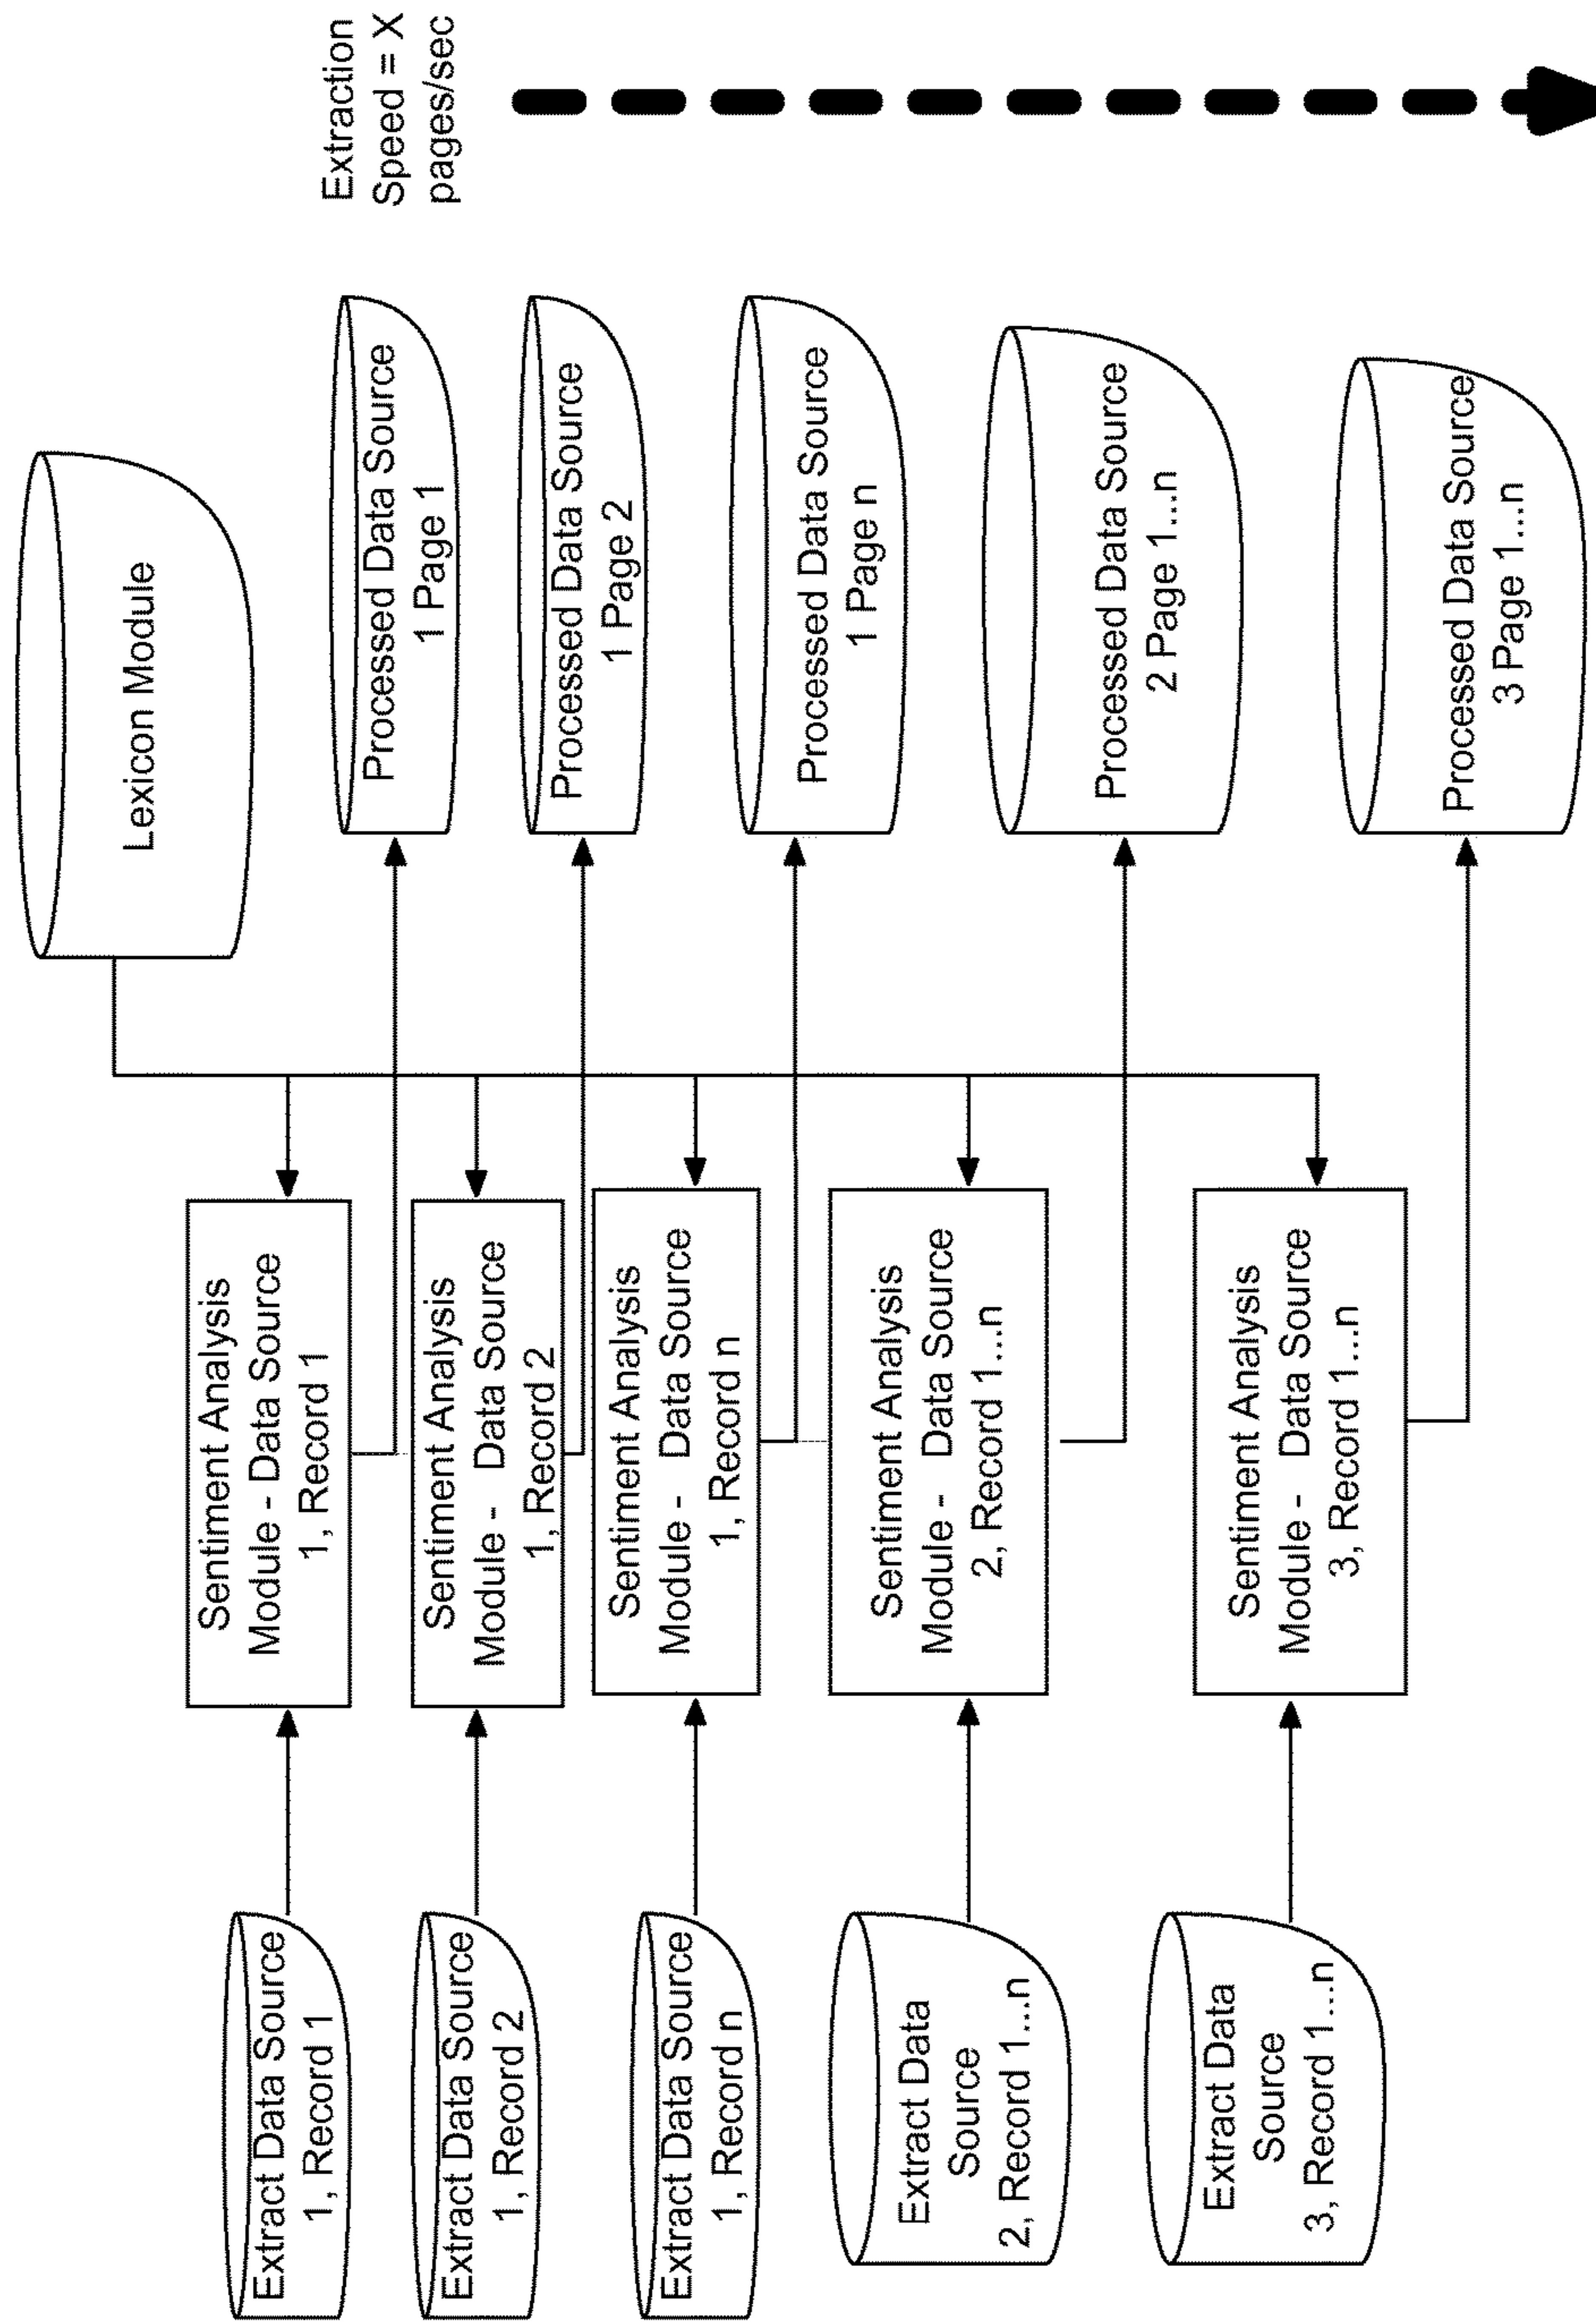 Lexicon Module
Extraction
Speed = X
pages/sec
Extract Data Source
1, Record 1
Sentiment Analysis
Module - Data Source
1, Record 1
Processed Data Source
1 Page 1
Extract Data Source
1, Record 2
Sentiment Analysis
Module -  Data Source
1, Record 2
Processed Data Source
1 Page 2
Extract Data Source
1, Record n
Sentiment Analysis
Module -  Data Source
1, Record n
Processed Data Source
1 Page n
Extract Data
Source
2, Record 1...n
Sentiment Analysis
Module -  Data Source
2, Record 1...n
Processed Data Source
2 Page 1...n
Extract Data
Source
3, Record 1...n
Sentiment Analysis
Module -  Data Source
3, Record 1...n
Processed Data Source
3 Page 1...n